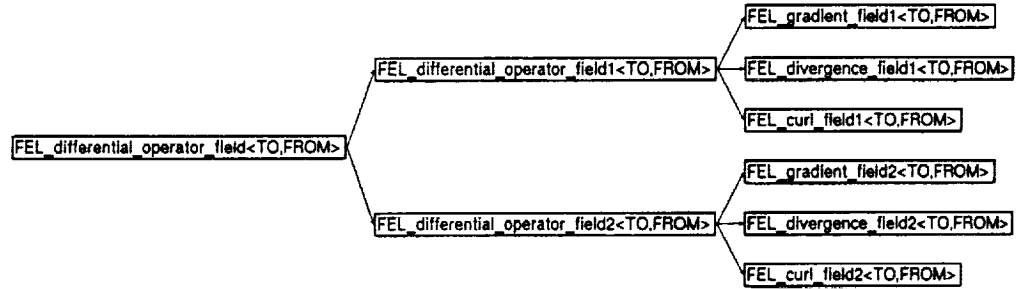 FEL_gradient_field1<TO,FROM>
FEL_differential_operator_field1<TO,FROM>
FEL_divergence_field1<TO,FROM>
FEL_curl_field1<TO,FROM>
FEL_differential_operator_field<TO,FROM>
FEL_gradient_field2<TO,FROM>
FEL_differential_operator_field2<TO,FROM>
FEL_divergence_field2<TO,FROM>
FEL_curl_field2<TO,FROM>